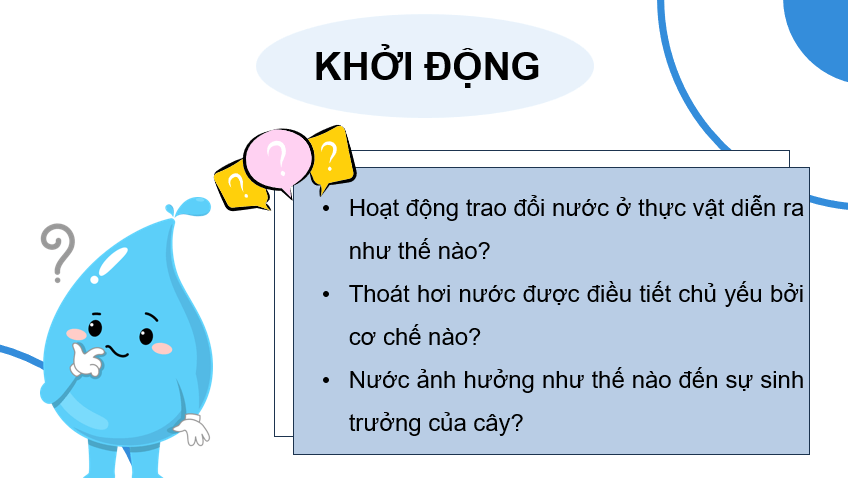 KHỞI ĐỘNG
• Hoạt động trao đổi nước ở thực vật diễn ra
như thế nào?
• Thoát hơi nước được điều tiết chủ yếu bởi
cơ chế nào?
• Nước ảnh hưởng như thế nào đến sự sinh
trưởng của cây?